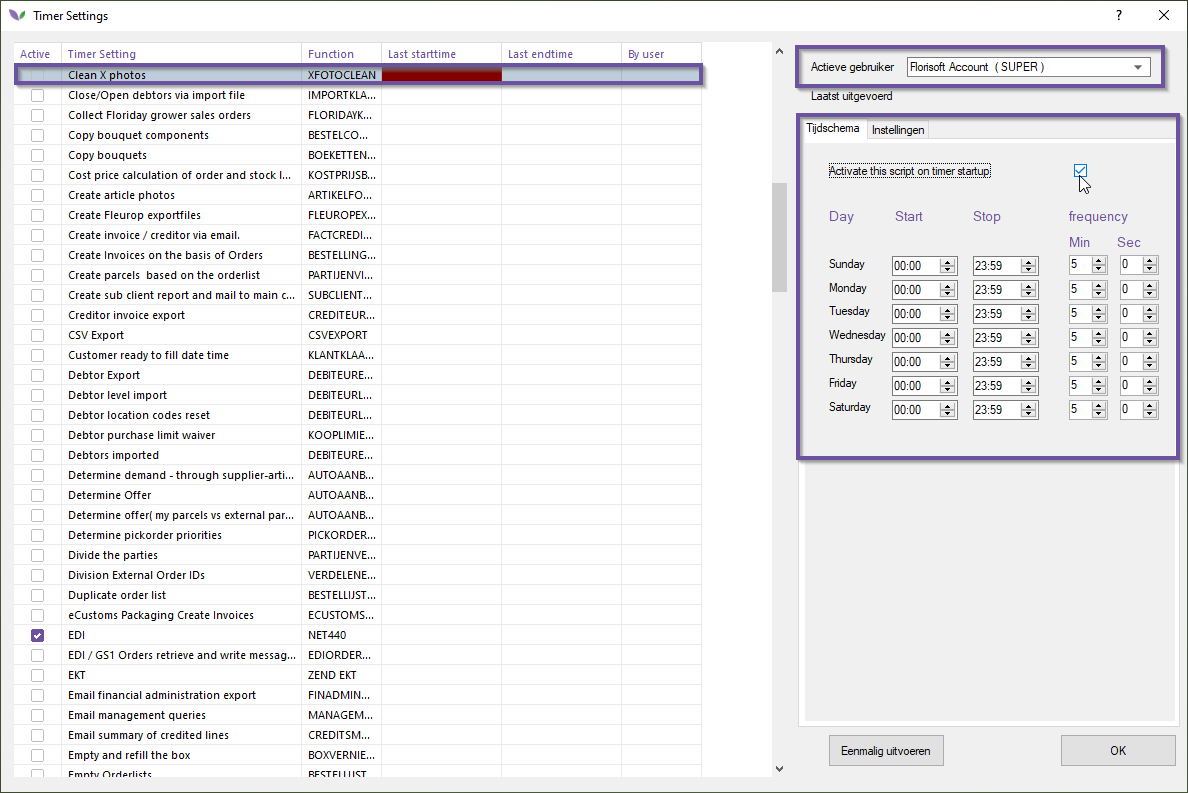 Timer Settings ?
Active Timer Setting Function Last starttime Last endtime By user
Clean X photos XFOTOCLEAN
Close/Open debtors via import file IMPORTKLA...
Collect Floriday grower sales orders FLORIDAYK...
Copy bouquet components BESTELCO...
Copy bouquets BOEKETTEN...
Cost price calculation of order and stock l... KOSTPRIJSB...
Create article photos ARTIKELFO...
Create Fleurop exportfiles FLEUROPEX...
Create invoice / creditor via email. FACTCREDI...
Create Invoices on the basis of Orders BESTELLING...
Create parcels based on the orderlist PARTIJENVI...
Create sub client report and mail to main c... SUBCLIENT...
Creditor invoice export CREDITEUR...
CSV Export CSVEXPORT
Customer ready to fill date time KLANTKLAA...
Debtor Export DEBITEURE...
Debtor level import DEBITEURL...
Debtor location codes reset DEBITEURL...
Debtor purchase limit waiver KOOPLIMIE...
Debtors imported DEBITEURE...
Determine demand - through supplier-arti... AUTOAANB...
Determine Offer AUTOAANB...
Determine offer( my parcels vs external par... AUTOAANB...
Determine pickorder priorities PICKORDER...
Divide the parties PARTIJENVE...
Division External Order IDs VERDELENE...
Duplicate order list BESTELLIJST...
eCustoms Packaging Create Invoices ECUSTOMS...
EDI NET440
EDI / GS1 Orders retrieve and write messag... EDIORDER...
EKT ZEND EKT
Email financial administration export FINADMIN...
Email management queries MANAGEM...
Email summary of credited lines CREDITSM...
Empty and refill the box BOXVERNIE...
Empty Orderlists BESTELLIJST
Actieve gebruiker Florisoft Account ( SUPER )
Laatst uitgevoerd
Tijdschema Instellingen
Activate this script on timer startup
Day Start Stop frequency
Min Sec
Sunday 00:00 23:59 5 0
Monday 00:00 23:59 5 0
Tuesday 00:00 23:59 5 0
Wednesday 00:00 23:59 5 0
Thursday 00:00 23:59 5 0
Friday 00:00 23:59 5 0
Saturday 00:00 23:59 5 0
Eenmalig uitvoeren OK